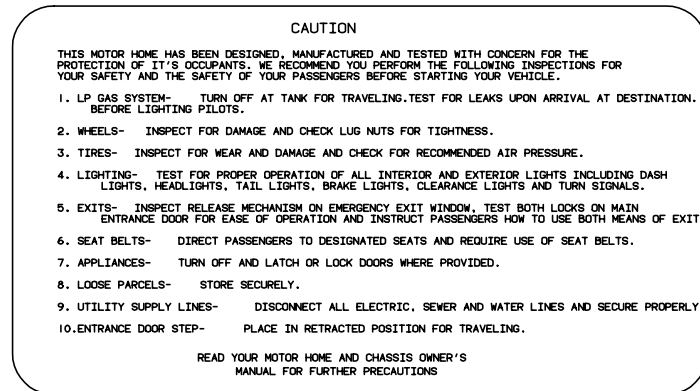 CAUTION
THIS MOTOR HOME HAS BEEN DESIGNED, MANUFACTURED AND TESTED WITH CONCERN FOR THE
PROTECTION OF IT'S OCCUPANTS. WE RECOMMEND YOU PERFORM THE FOLLOWING INSPECTIONS FOR
YOUR SAFETY AND THE SAFETY OF YOUR PASSENGERS BEFORE STARTING YOUR VEHICLE.
1. LP GAS SYSTEM- TURN OFF AT TANK FOR TRAVELING.TEST FOR LEAKS UPON ARRIVAL AT DESTINATION.
BEFORE LIGHTING PILOTS.
2. WHEELS- INSPECT FOR DAMAGE AND CHECK LUG NUTS FOR TIGHTNESS.
3. TIRES- INSPECT FOR WEAR AND DAMAGE AND CHECK FOR RECOMMENDED AIR PRESSURE.
4. LIGHTING- TEST FOR PROPER OPERATION OF ALL INTERIOR AND EXTERIOR LIGHTS INCLUDING DASH
LIGHTS, HEADLIGHTS, TAIL LIGHTS, BRAKE LIGHTS, CLEARANCE LIGHTS AND TURN SIGNALS.
5. EXITS- INSPECT RELEASE MECHANISM ON EMERGENCY EXIT WINDOW, TEST BOTH LOCKS ON MAIN
ENTRANCE DOOR FOR EASE OF OPERATION AND INSTRUCT PASSENGERS HOW TO USE BOTH MEANS OF EXIT
6. SEAT BELTS- DIRECT PASSENGERS TO DESIGNATED SEATS AND REQUIRE USE OF SEAT BELTS.
7. APPLIANCES- TURN OFF AND LATCH OR LOCK DOORS WHERE PROVIDED.
8. LOOSE PARCELS- STORE SECURELY.
9. UTILITY SUPPLY LINES- DISCONNECT ALL ELECTRIC, SEWER AND WATER LINES AND SECURE PROPERLY
10.ENTRANCE DOOR STEP- PLACE IN RETRACTED POSITION FOR TRAVELING.
READ YOUR MOTOR HOME AND CHASSIS OWNER'S
MANUAL FOR FURTHER PRECAUTIONS